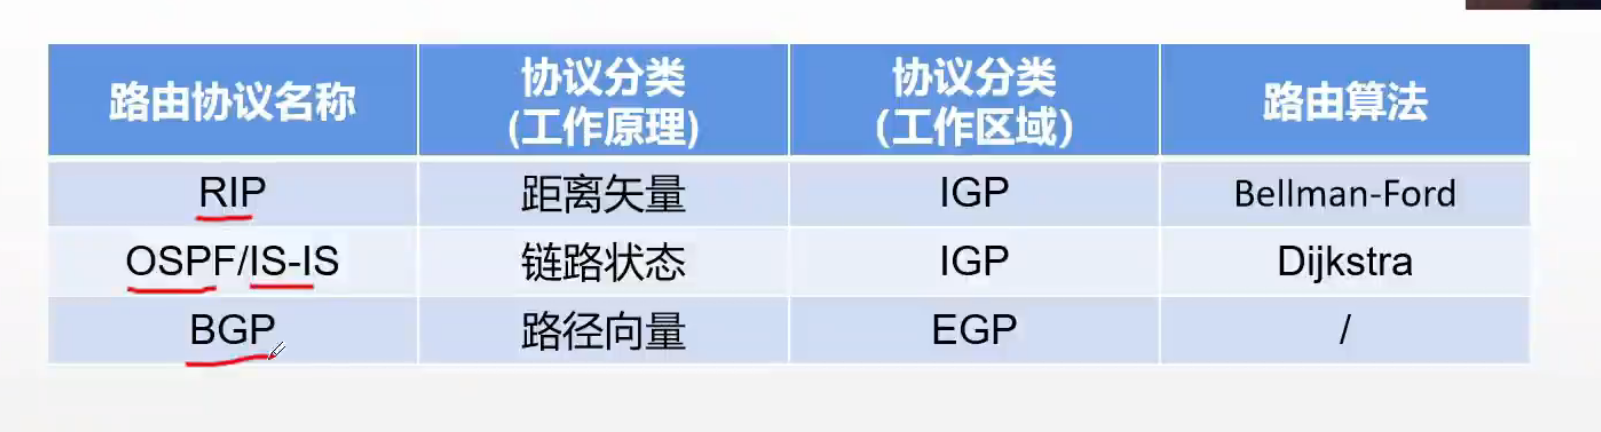 路由协议名称
协议分类
(工作原理)
协议分类
(工作区域)
路由算法
RIP
距离矢量
IGP
Bellman-Ford
OSPF/IS-IS
链路状态
IGP
Dijkstra
BGP
路径向量
EGP
/